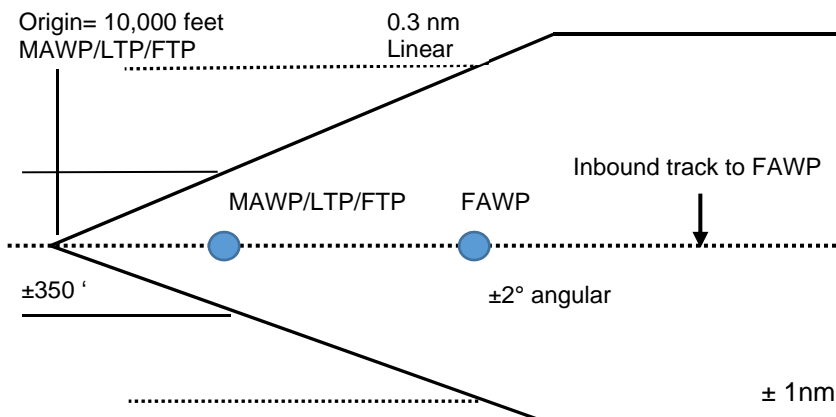 Origin= 10,000 feet
MAWP/LTP/FTP
0.3 nm
Linear
Inbound track to FAWP
MAWP/LTP/FTP
FAWP
±350 ‘
±2° angular
± 1nm